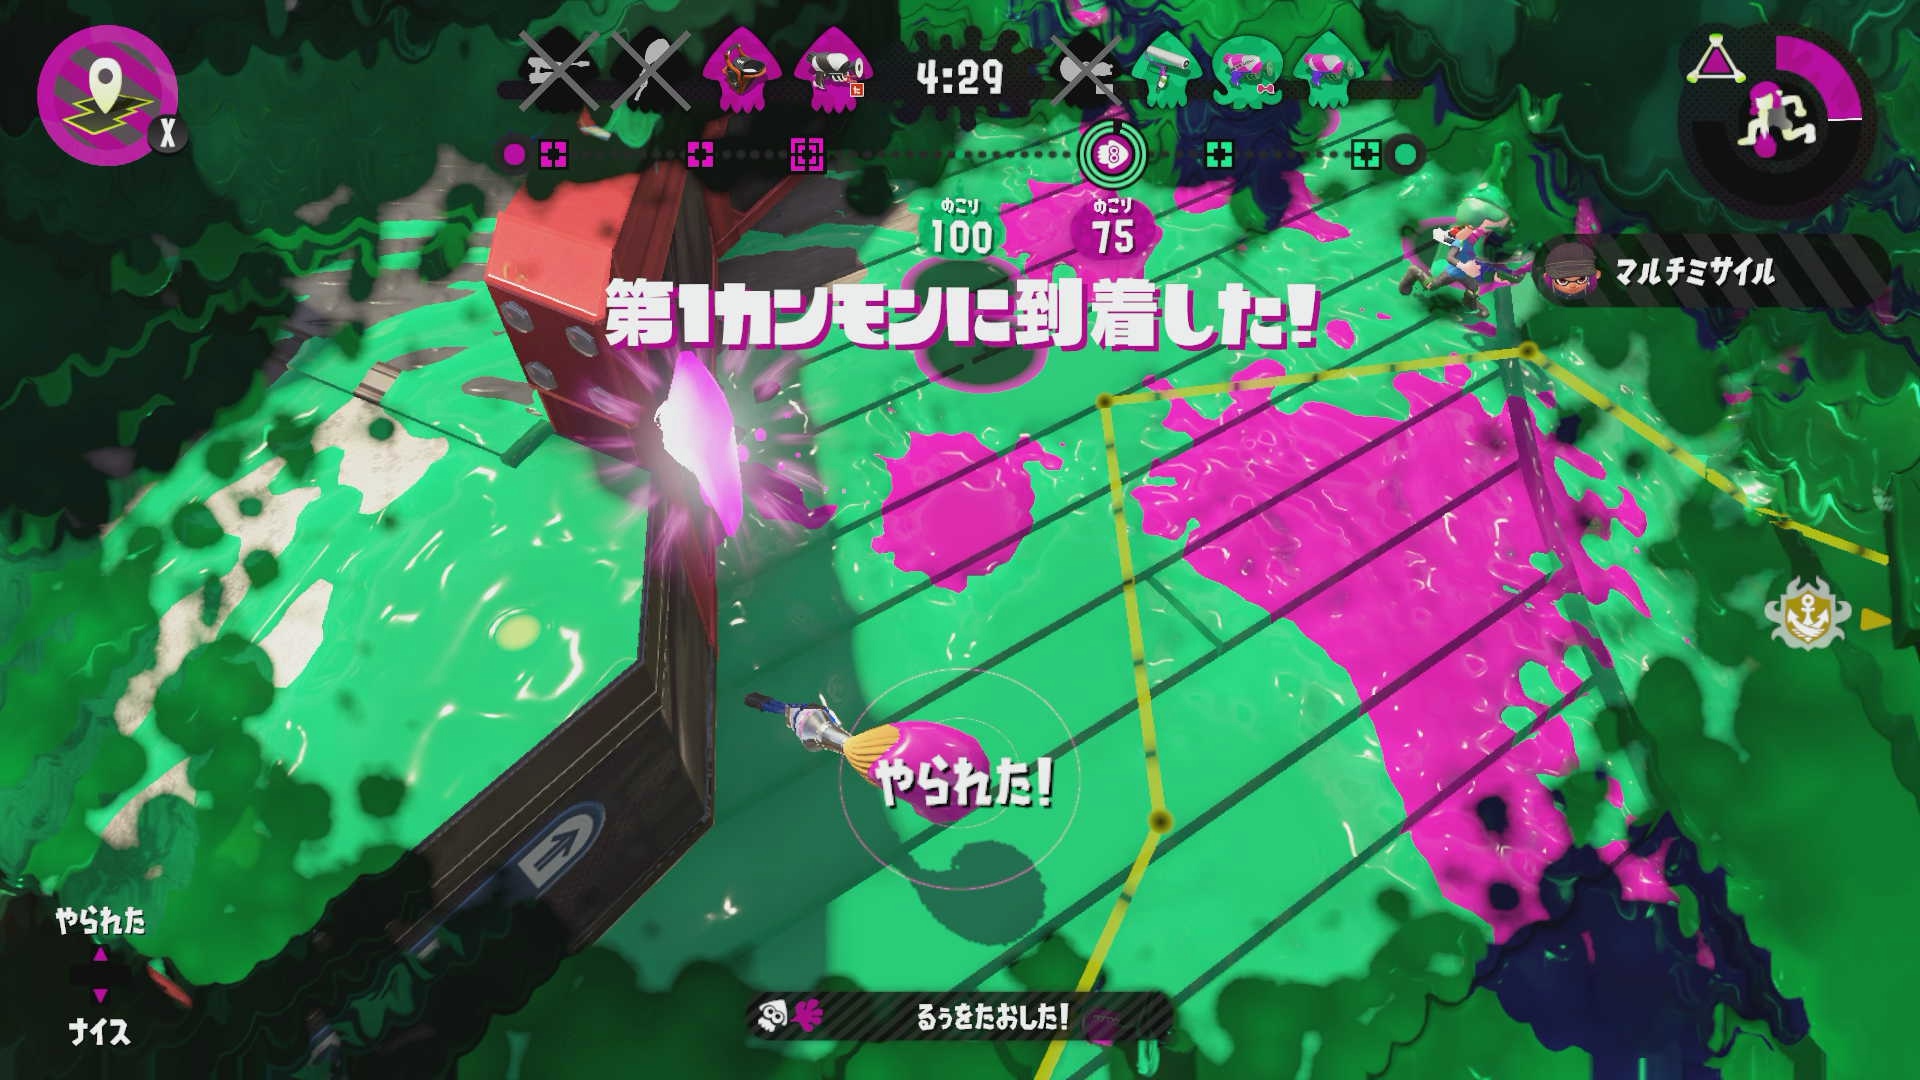 4:29
X
のこり
100
のこり
75
マルチミサイル
第1カンモンに到着した!
やられた!
やられた
ナイス
るぅをたおした!